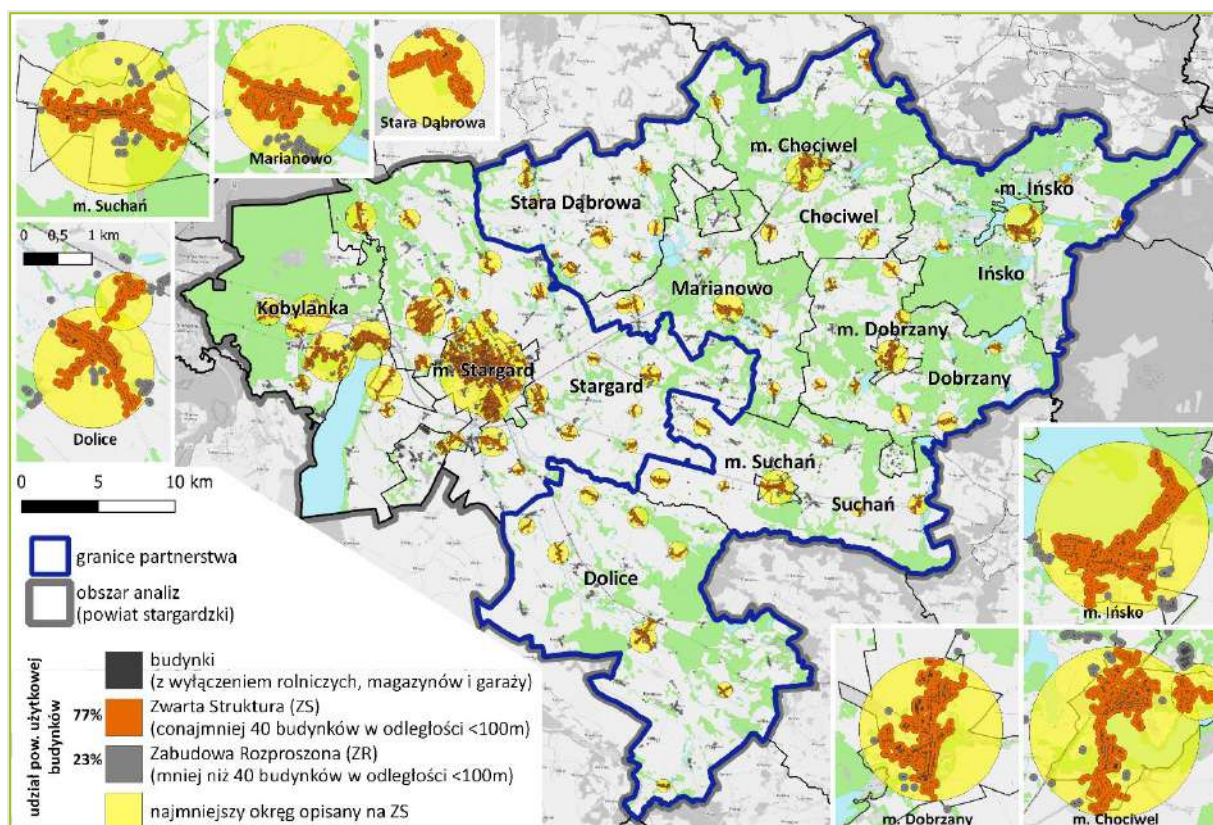 m. Suchań
Marianowo
Stara Dąbrowa
0 0,5 1 km
Dolice
0 5 10 km
m. Chociwel
m. Ińsko
Stara Dąbrowa
Chociwel
Ińsko
Kobylanka
Marianowo
m. Dobrzany
m. Stargard
Stargard
Dobrzany
m. Suchań
Suchań
Dolice
m. Ińsko
m. Dobrzany
m. Chociwel
granice partnerstwa
obszar analiz
(powiat stargardzki)
udział pow. użytkowej
budynków
budynki
(z wyłączeniem rolniczych, magazynów i garaży)
77% Zwarta Struktura (ZS)
(conajmniej 40 budynków w odległości <100m)
23% Zabudowa Rozproszona (ZR)
(mniej niż 40 budynków w odległości <100m)
najmniejszy okręg opisany na ZS